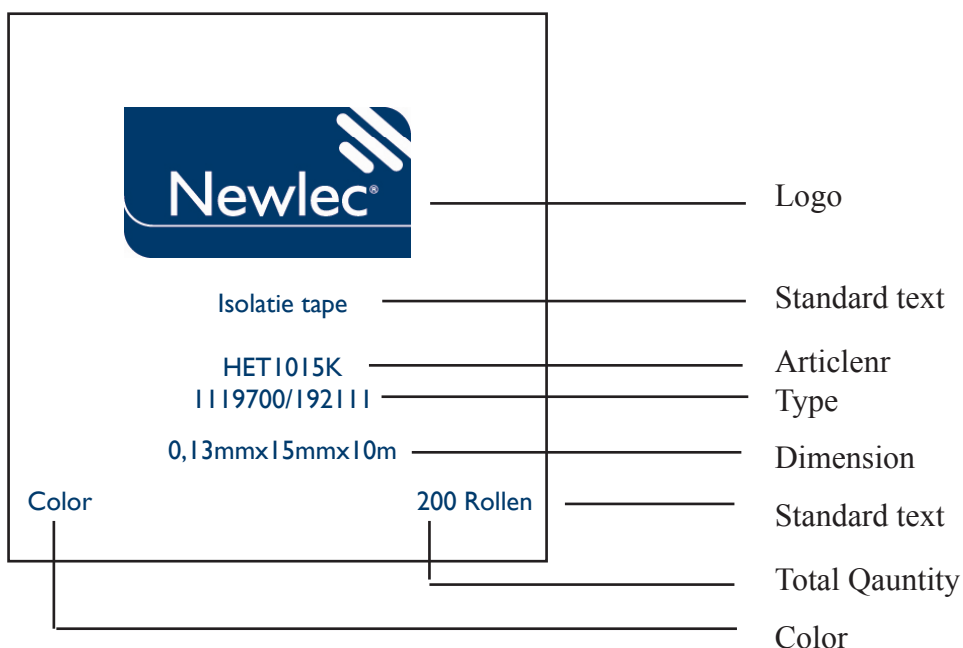 Newlec®
Logo
Isolatie tape
Standard text
HET1015K
Articlenr
1119700/192111
Type
0,13mmx15mmx10m
Dimension
Color
200 Rollen
Standard text
Total Qauntity
Color